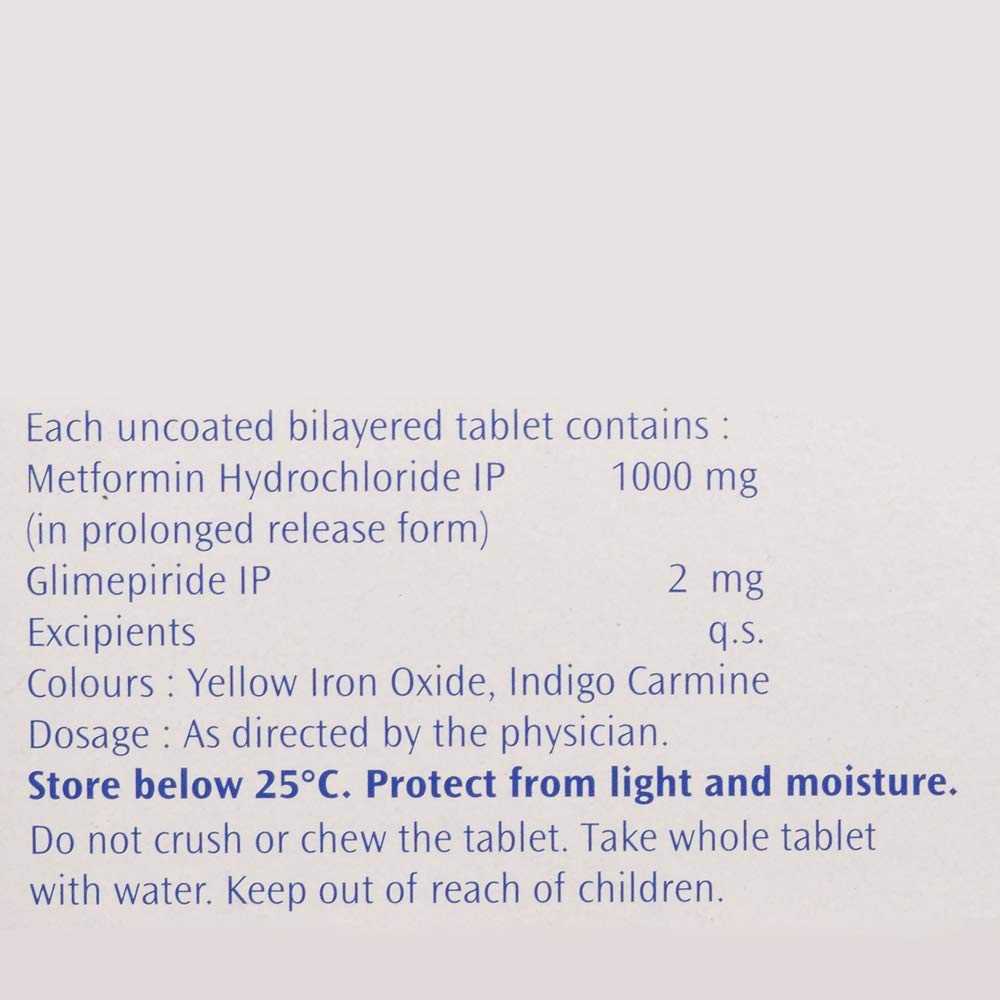 Each uncoated bilayered tablet contains :
Metformin Hydrochloride IP 1000 mg
(in prolonged release form)
Glimepiride IP 2 mg
Excipients q.s.
Colours : Yellow Iron Oxide, Indigo Carmine
Dosage : As directed by the physician.
Store below 25°C. Protect from light and moisture.
Do not crush or chew the tablet. Take whole tablet
with water. Keep out of reach of children.